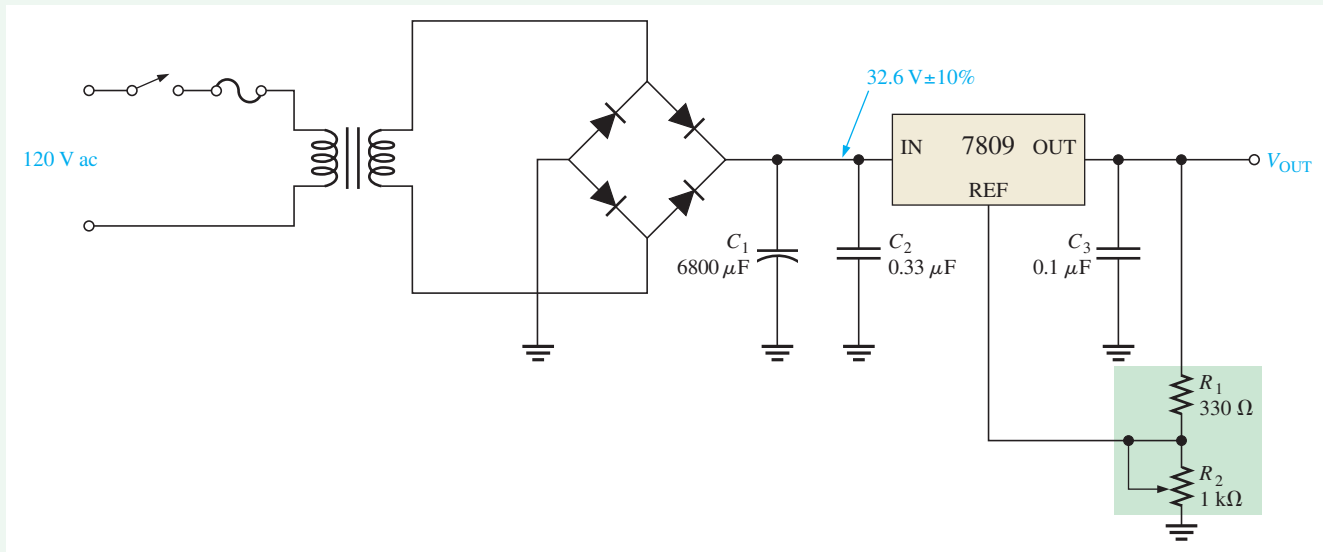 120 V ac
32.6 V±10%
IN 7809 OUT
REF
V_OUT
C_1
6800 μF
C_2
0.33 μF
C_3
0.1 μF
R_1
330 Ω
R_2
1 kΩ